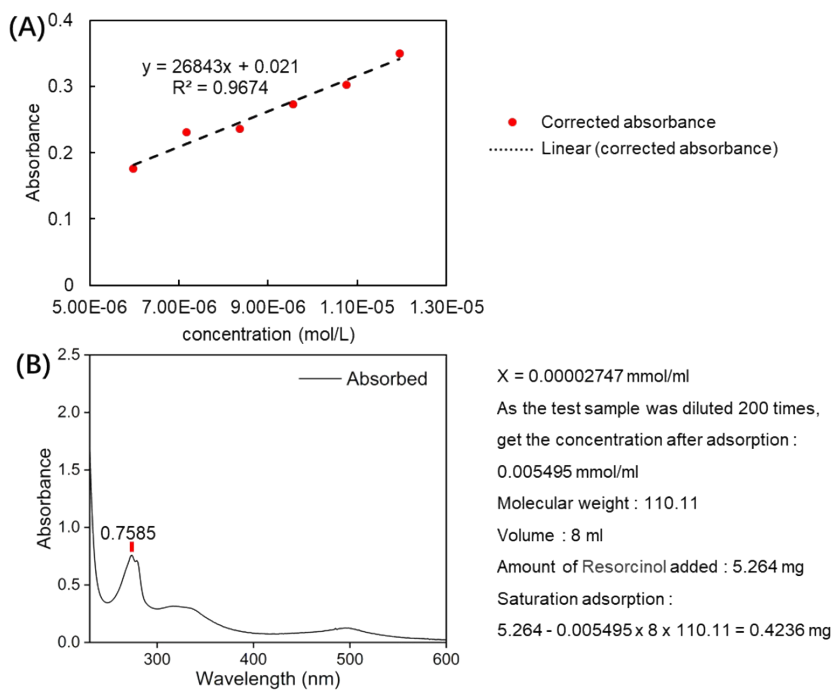 (A)
0.4
0.3
0.2
0.1
0
Absorbance
y = 26843x + 0.021
R² = 0.9674
5.00E-06 7.00E-06 9.00E-06 1.10E-05 1.30E-05
concentration (mol/L)
Corrected absorbance
Linear (corrected absorbance)
(B)
2.5
2.0
1.5
1.0
0.5
0.0
Absorbance
Absorbed
0.7585
300 400 500 600
Wavelength (nm)
X = 0.00002747 mmol/ml
As the test sample was diluted 200 times,
get the concentration after adsorption :
0.005495 mmol/ml
Molecular weight : 110.11
Volume : 8 ml
Amount of Resorcinol added : 5.264 mg
Saturation adsorption :
5.264 - 0.005495 x 8 x 110.11 = 0.4236 mg